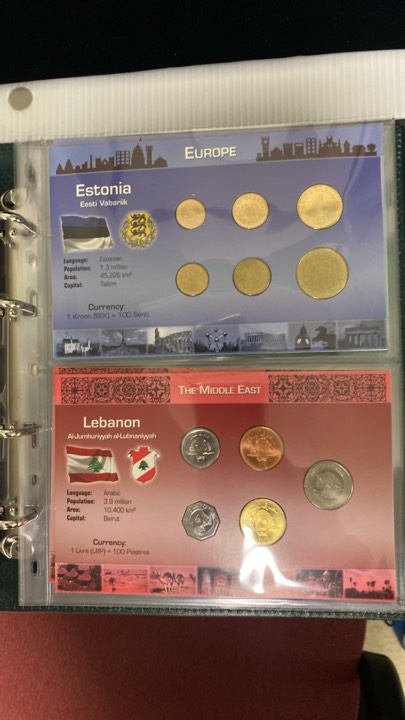 EUROPE
Estonia
Eesti Vabariik
Language: Estonian
Population: 1.3 million
Area: 45,226 km²
Capital: Tallinn
Currency:
1 Kroon (EEK) = 100 Senti
THE MIDDLE EAST
Lebanon
Al-Jumhuriyyah al-Lubnaniyyah
Language: Arabic
Population: 3.9 million
Area: 10,400 km²
Capital: Beirut
Currency:
1 Livre (LBP) = 100 Piastres